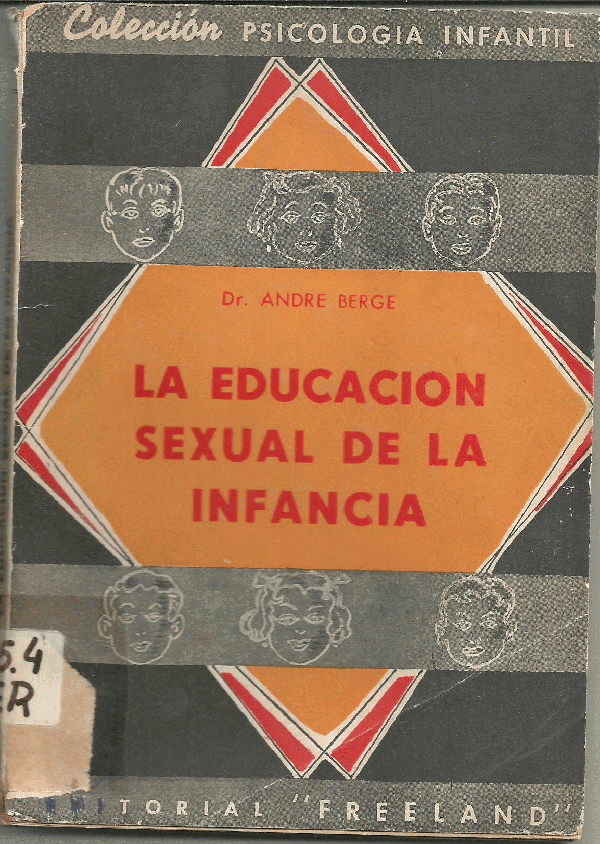 Colección PSICOLOGIA INFANTIL
Dr. ANDRE BERGE
LA EDUCACION
SEXUAL DE LA
INFANCIA
5.4
ER
EDITORIAL "FREELAND"